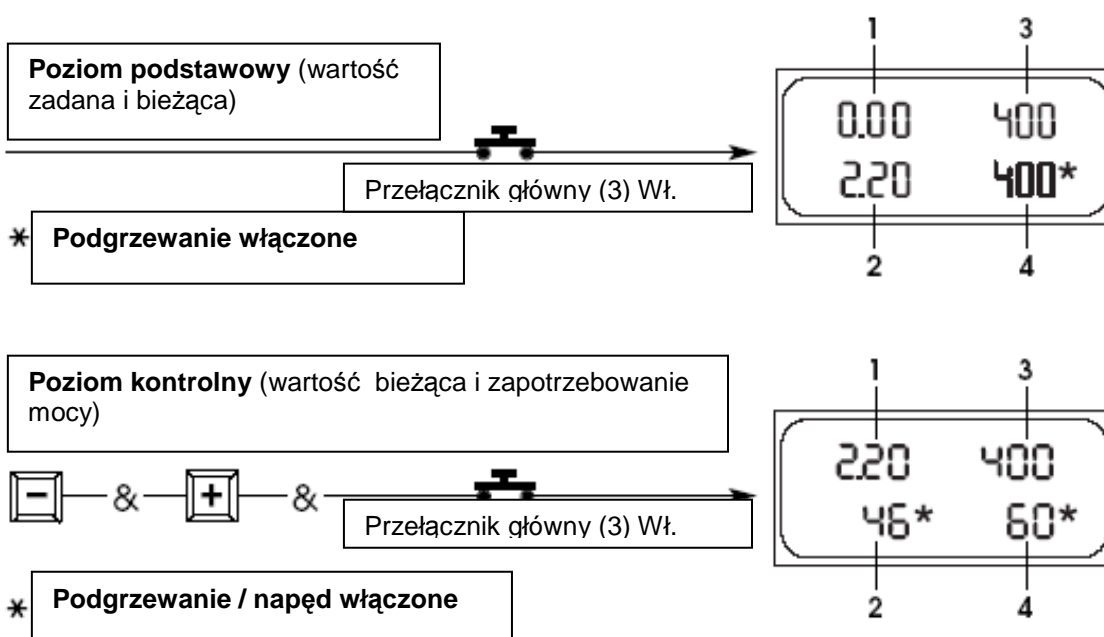 1 3
Poziom podstawowy (wartość
zadana i bieżąca)
0.00 400
2.20 400*
Przełącznik główny (3) Wł.
* Podgrzewanie włączone
2 4
Poziom kontrolny (wartość bieżąca i zapotrzebowanie
mocy)
1 3
2.20 400
- & + &
46* 60*
Przełącznik główny (3) Wł.
* Podgrzewanie / napęd włączone
2 4